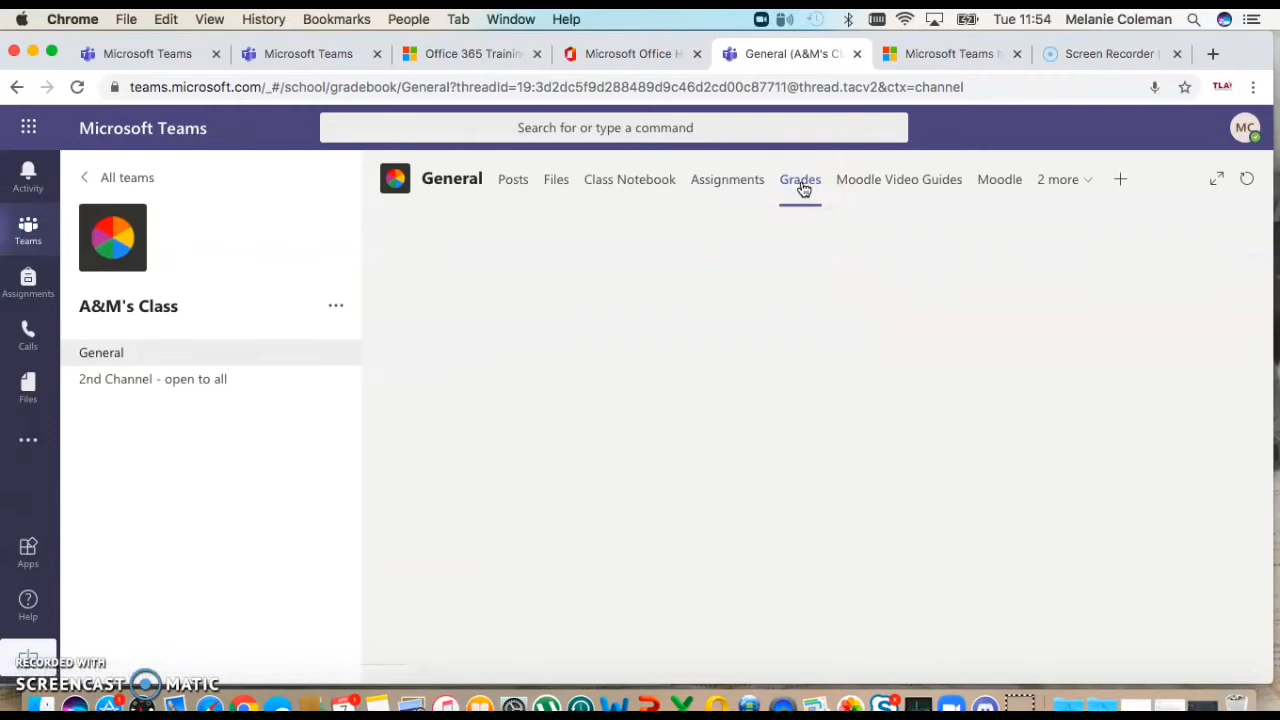 Chrome File Edit View History Bookmarks People Tab Window Help Tue 11:54 Melanie Coleman
Microsoft Teams Microsoft Teams Office 365 Trainin Microsoft Office H General (A&M's Cl Microsoft Teams h Screen Recorder |
teams.microsoft.com/_#/school/gradebook/General?threadId=19:3d2dc5f9d288489d9c46d2cd00c87711@thread.tacv2&ctx=channel TLA!
Microsoft Teams Search for or type a command MC
Activity
Teams
Assignments
Calls
Files
Apps
Help
All teams
A&M's Class
General
2nd Channel - open to all
General Posts Files Class Notebook Assignments Grades Moodle Video Guides Moodle 2 more
RECORDED WITH
SCREENCAST MATIC